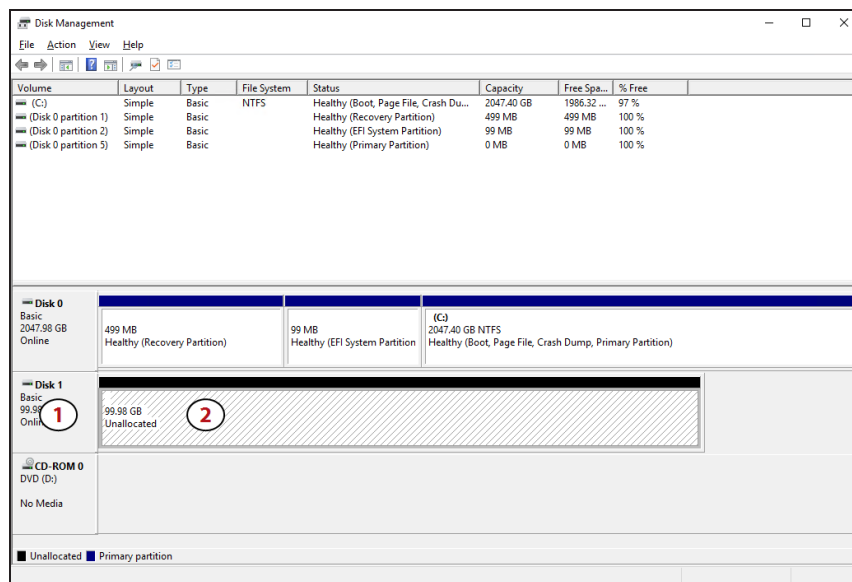 Disk Management
File Action View Help
Volume Layout Type File System Status Capacity Free Spa... % Free
(C:) Simple Basic NTFS Healthy (Boot, Page File, Crash Du... 2047.40 GB 1986.32 ... 97 %
(Disk 0 partition 1) Simple Basic Healthy (Recovery Partition) 499 MB 499 MB 100 %
(Disk 0 partition 2) Simple Basic Healthy (EFI System Partition) 99 MB 99 MB 100 %
(Disk 0 partition 5) Simple Basic Healthy (Primary Partition) 0 MB 0 MB 100 %
Disk 0
Basic
2047.98 GB
Online
499 MB
Healthy (Recovery Partition)
99 MB
Healthy (EFI System Partition
(C:)
2047.40 GB NTFS
Healthy (Boot, Page File, Crash Dump, Primary Partition)
Disk 1
Basic
99.98
1
99.98 GB
Unallocated
2
CD-ROM 0
DVD (D:)
No Media
Unallocated Primary partition